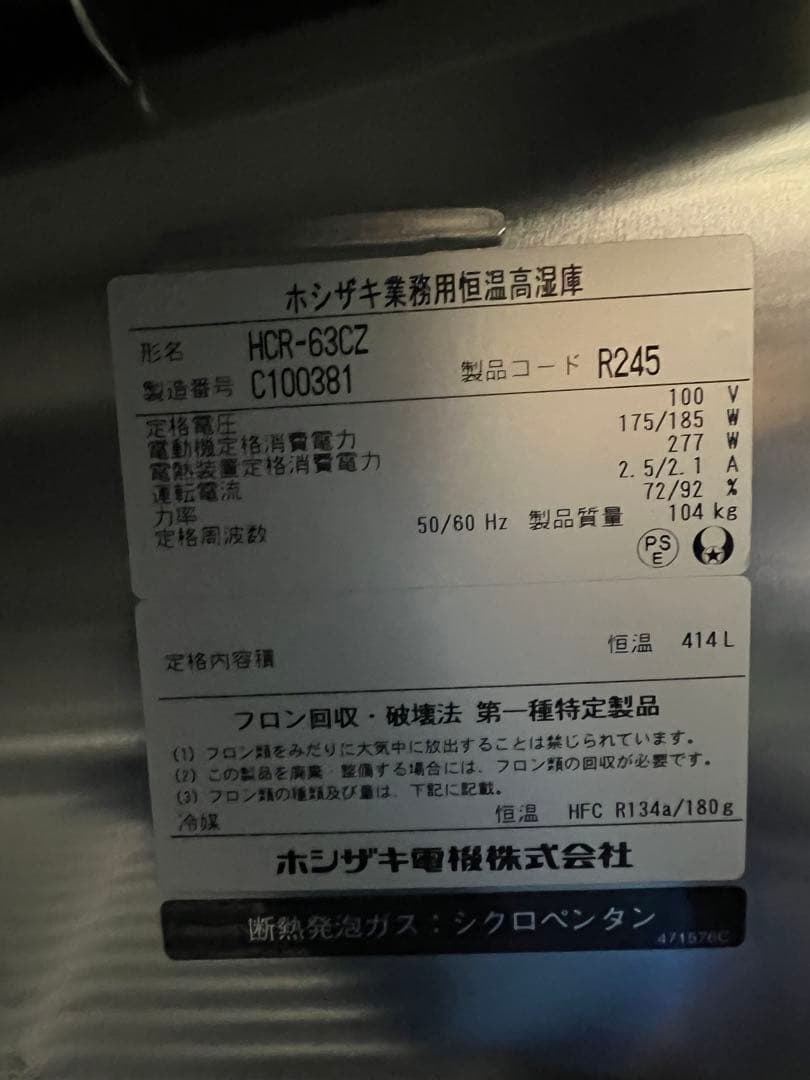 ホシザキ業務用恒温高湿庫
形名 HCR-63CZ
製造番号 C100381 製品コード R245
定格電圧 100 V
電動機定格消費電力 175/185 W
電熱装置定格消費電力 277 W
運転電流 2.5/2.1 A
力率 72/92 %
定格周波数 50/60 Hz 製品質量 104 kg
PS
E
定格内容積 恒温 414 L
フロン回収・破壊法 第一種特定製品
(1) フロン類をみだりに大気中に放出することは禁じられています。
(2) この製品を廃棄・整備する場合には、フロン類の回収が必要です。
(3) フロン類の種類及び量は、下記に記載。
冷媒 恒温 HFC R134a/180g
ホシザキ電機株式会社
断熱発泡ガス：シクロペンタン
471576C